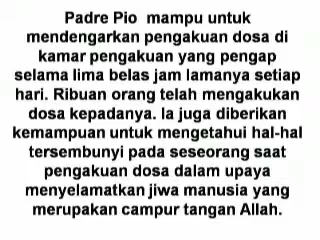 Padre Pio  mampu untuk
mendengarkan pengakuan dosa di
kamar pengakuan yang pengap
selama lima belas jam lamanya setiap
hari. Ribuan orang telah mengakukan
dosa kepadanya. Ia juga diberikan
kemampuan untuk mengetahui hal-hal
tersembunyi pada seseorang saat
pengakuan dosa dalam upaya
menyelamatkan jiwa manusia yang
merupakan campur tangan Allah.